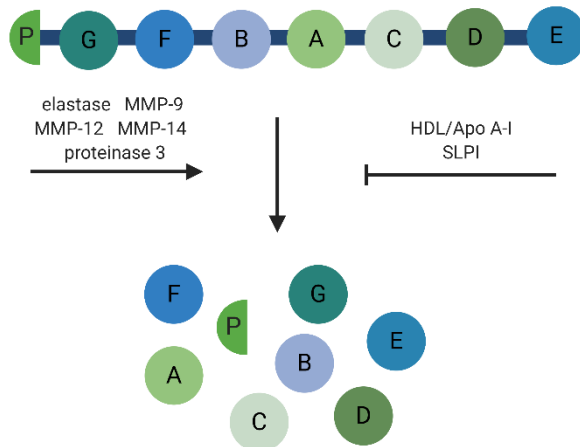 P G F B A C D E
elastase MMP-9
MMP-12 MMP-14
proteinase 3
HDL/Apo A-I
SLPI
F
G
P
E
B
A
C
D